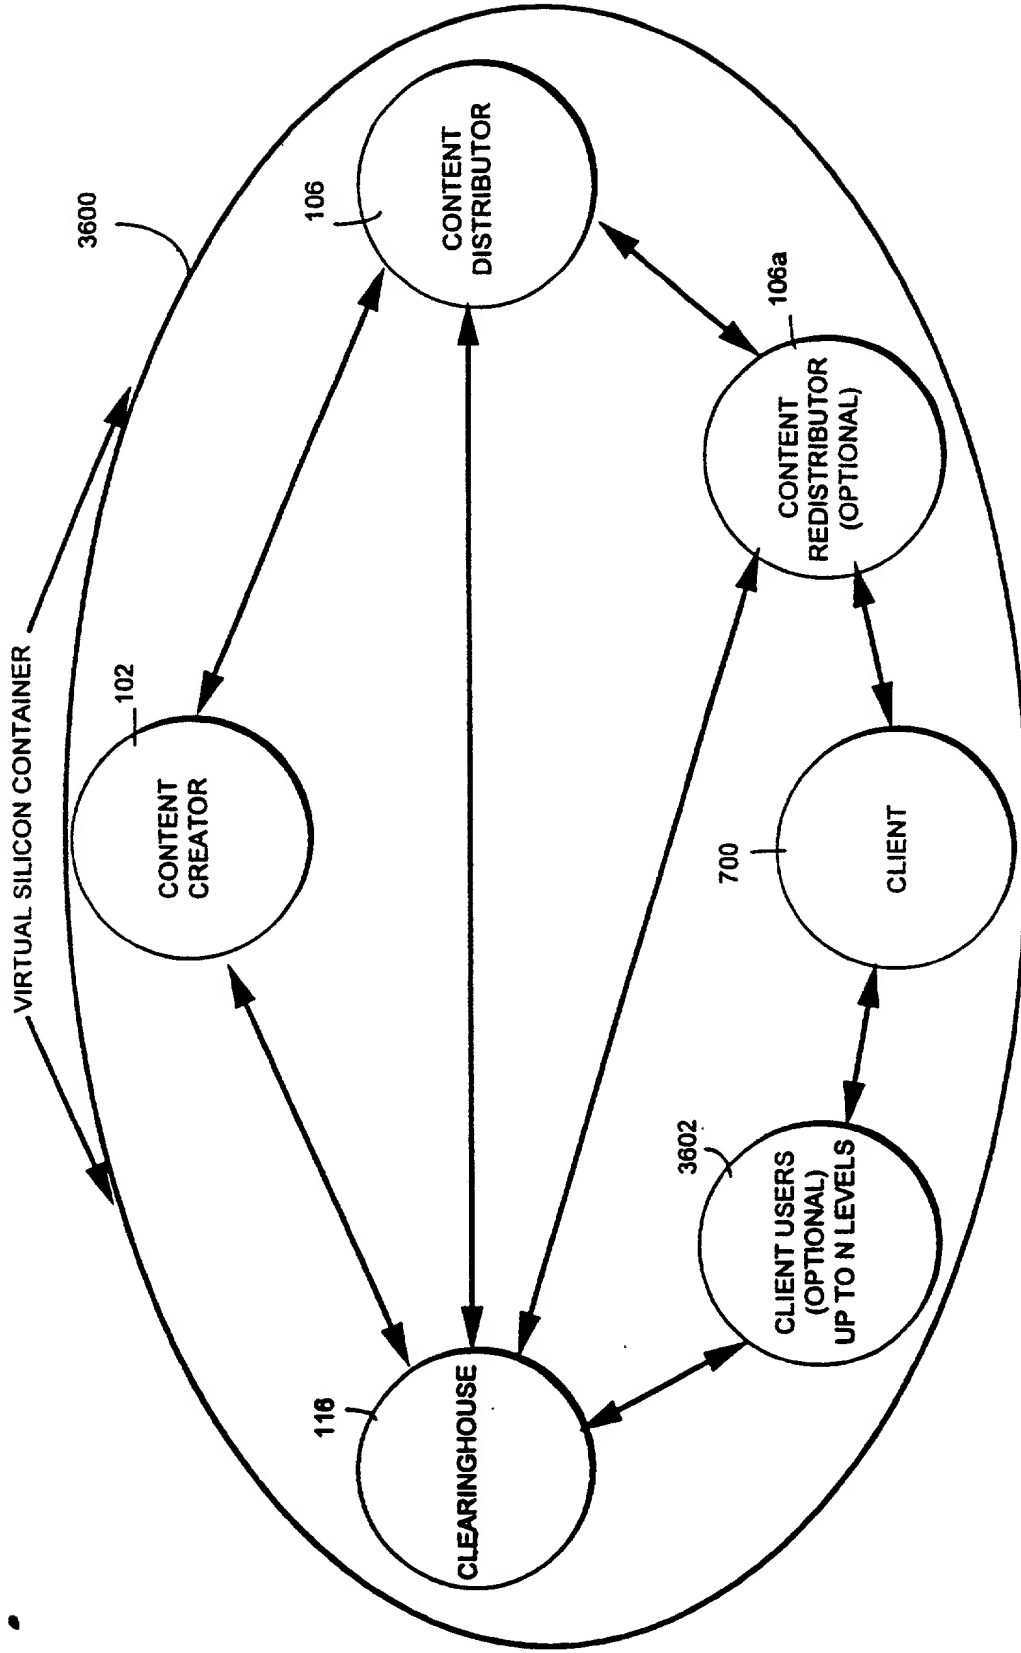 VIRTUAL SILICON CONTAINER
3600
102
CONTENT
CREATOR
106
CONTENT
DISTRIBUTOR
116
CLEARINGHOUSE
106a
CONTENT
REDISTRIBUTOR
(OPTIONAL)
700
CLIENT
3602
CLIENT USERS
(OPTIONAL)
UP TO N LEVELS